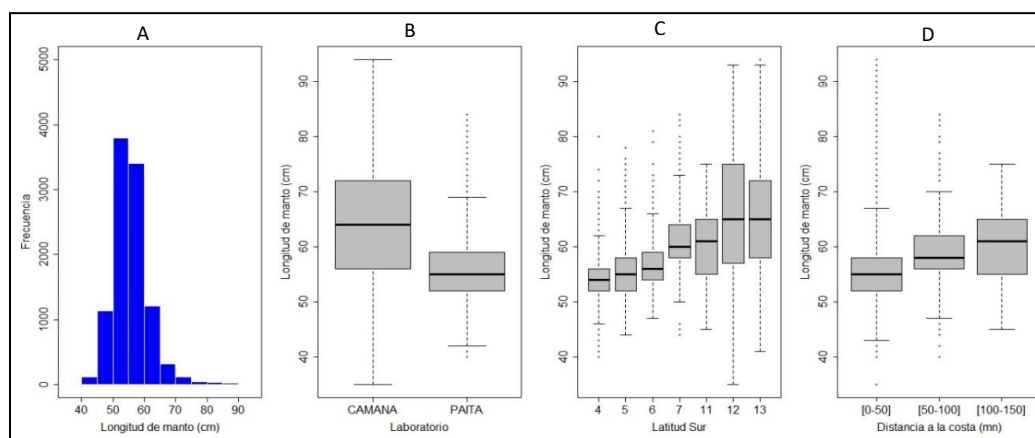 A
Frecuencia
5000
4000
3000
2000
1000
0
40 50 60 70 80 90
Longitud de manto (cm)
B
Longitud de manto (cm)
90
80
70
60
50
40
CAMANA PAITA
Laboratorio
C
Longitud de manto (cm)
90
80
70
60
50
40
4 5 6 7 11 12 13
Latitud Sur
D
Longitud de manto (cm)
90
80
70
60
50
40
[0-50] [50-100] [100-150]
Distancia a la costa (mn)